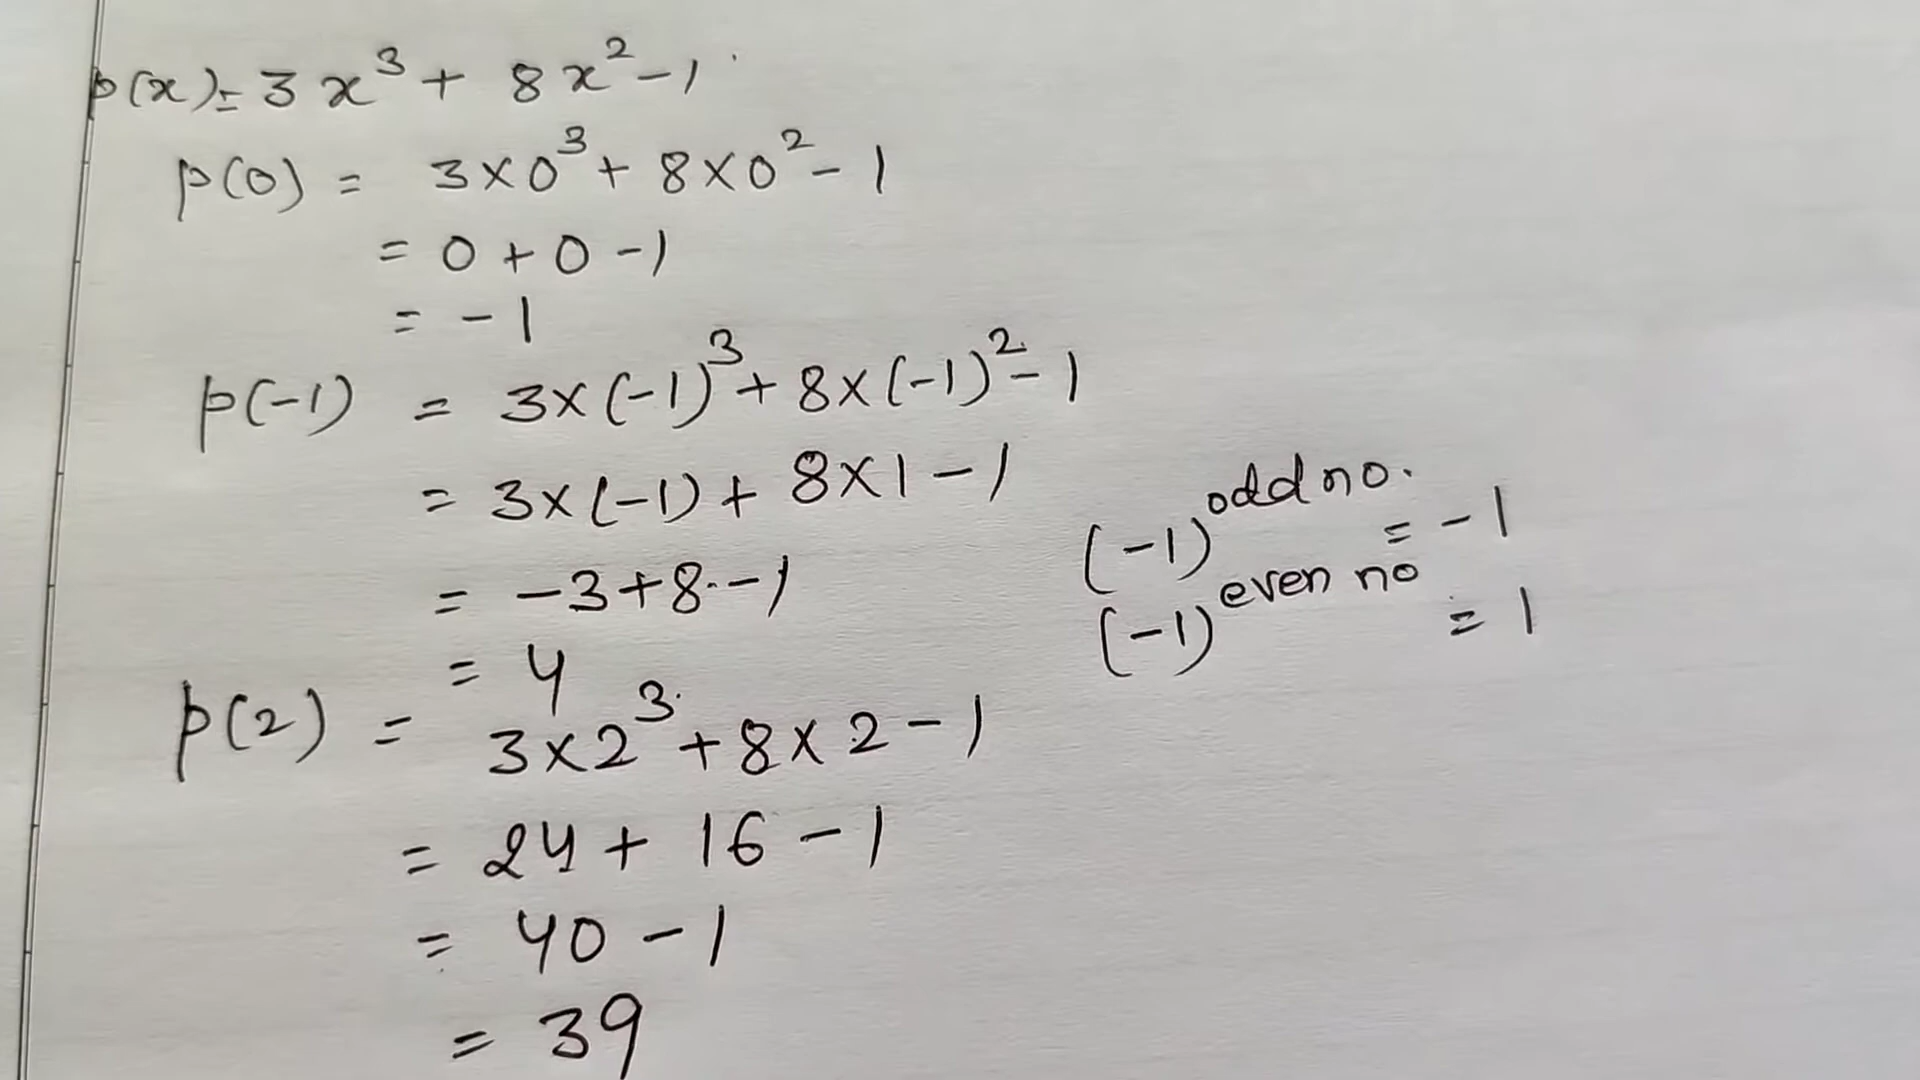 p(x) = 3x³ + 8x² - 1
p(0) = 3×0³ + 8×0² - 1
= 0 + 0 - 1
= - 1
p(-1) = 3×(-1)³ + 8×(-1)² - 1
= 3×(-1) + 8×1 - 1
= -3+8-1
= 4
(-1)^odd no. = -1
(-1)^even no = 1
p(2) = 3×2³ + 8×2 - 1
= 24 + 16 - 1
= 40 - 1
= 39